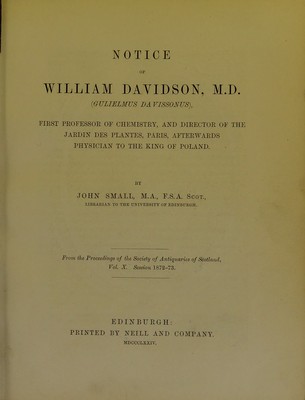 NOTICE
OF
WILLIAM DAVIDSON, M.D.
(GULIELMUS DAVISSONUS),
FIRST PROFESSOR OF CHEMISTRY, AND DIRECTOR OF THE
JARDIN DES PLANTES, PARIS, AFTERWARDS
PHYSICIAN TO THE KING OF POLAND.
BY
JOHN SMALL, M.A., F.S.A. SCOT.,
LIBRARIAN TO THE UNIVERSITY OF EDINBURGH.
From the Proceedings of the Society of Antiquaries of Scotland,
Vol. X. Session 1872-73.
EDINBURGH:
PRINTED BY NEILL AND COMPANY.
MDCCCLXXIV.